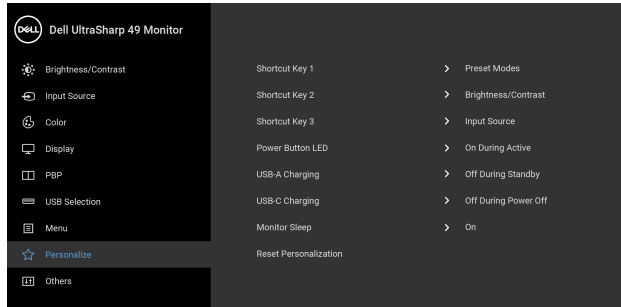 DELL Dell UltraSharp 49 Monitor
Brightness/Contrast
Input Source
Color
Display
PBP
USB Selection
Menu
Personalize
Others
Shortcut Key 1 > Preset Modes
Shortcut Key 2 > Brightness/Contrast
Shortcut Key 3 > Input Source
Power Button LED > On During Active
USB-A Charging > Off During Standby
USB-C Charging > Off During Power Off
Monitor Sleep > On
Reset Personalization